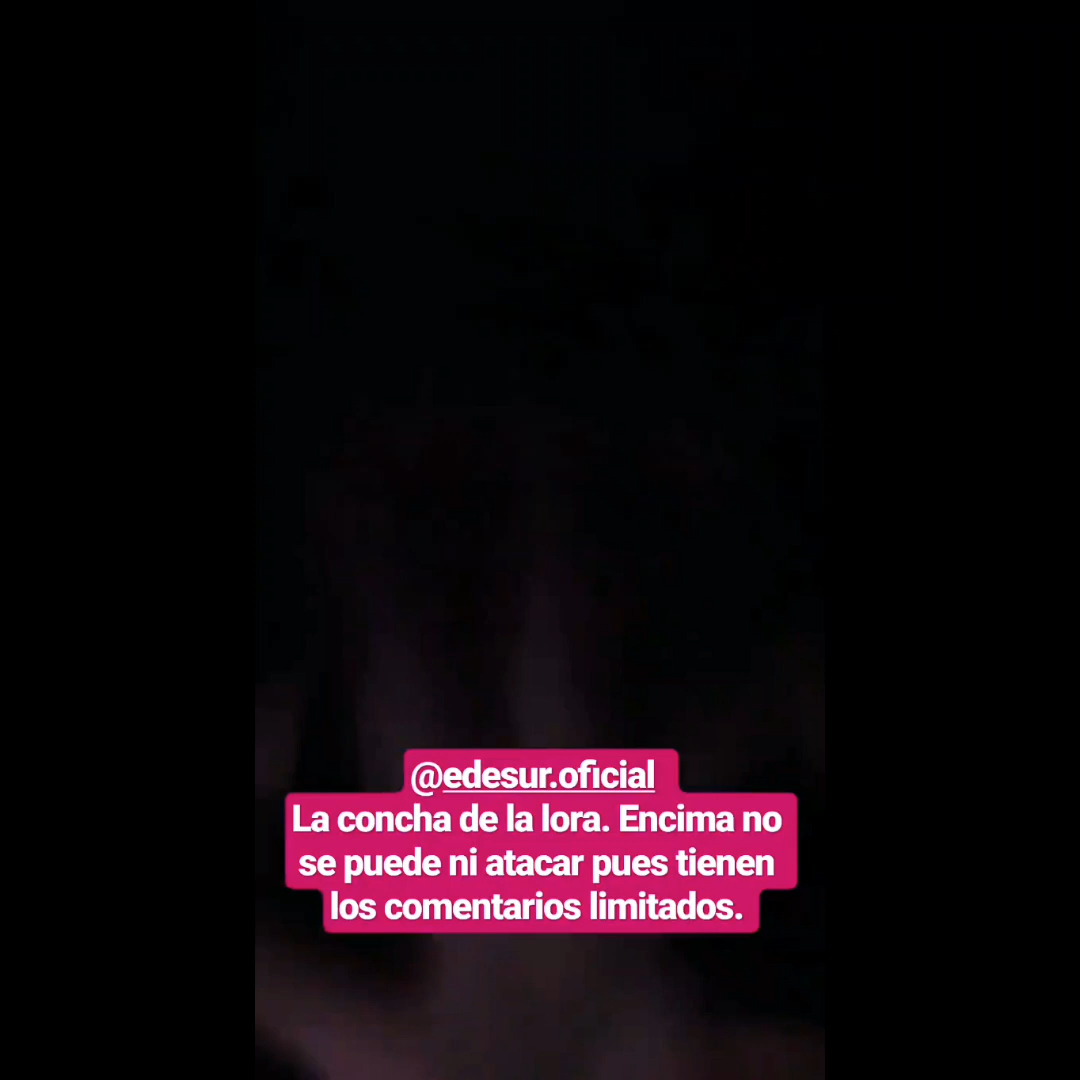 @edesur.oficial
La concha de la lora. Encima no
se puede ni atacar pues tienen
los comentarios limitados.